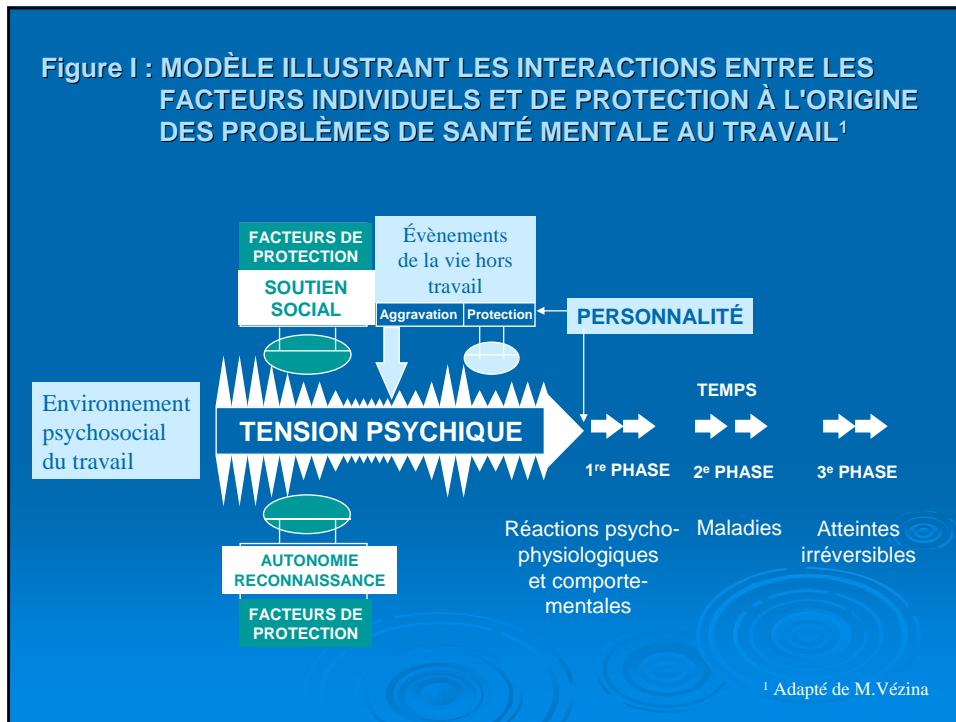 Figure I : MODÈLE ILLUSTRANT LES INTERACTIONS ENTRE LES
FACTEURS INDIVIDUELS ET DE PROTECTION À L'ORIGINE
DES PROBLÈMES DE SANTÉ MENTALE AU TRAVAIL¹
FACTEURS DE
PROTECTION
SOUTIEN
SOCIAL
Évènements
de la vie hors
travail
Aggravation
Protection
PERSONNALITÉ
Environnement
psychosocial
du travail
TENSION PSYCHIQUE
TEMPS
1re PHASE
2e PHASE
3e PHASE
Réactions psycho-
physiologiques
et comporte-
mentales
Maladies
Atteintes
irréversibles
AUTONOMIE
RECONNAISSANCE
FACTEURS DE
PROTECTION
¹ Adapté de M.Vézina